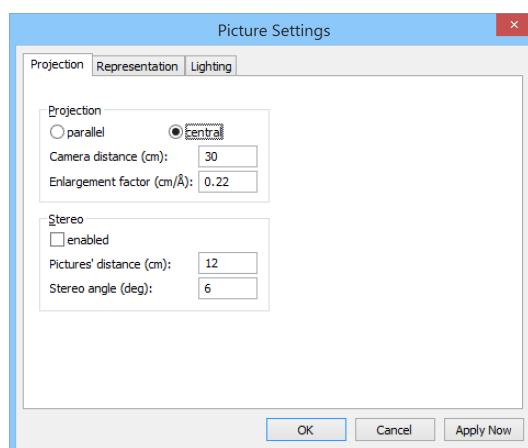 Picture Settings
×
Projection Representation Lighting
Projection
parallel central
Camera distance (cm): 30
Enlargement factor (cm/Å): 0.22
Stereo
enabled
Pictures' distance (cm): 12
Stereo angle (deg): 6
OK Cancel Apply Now